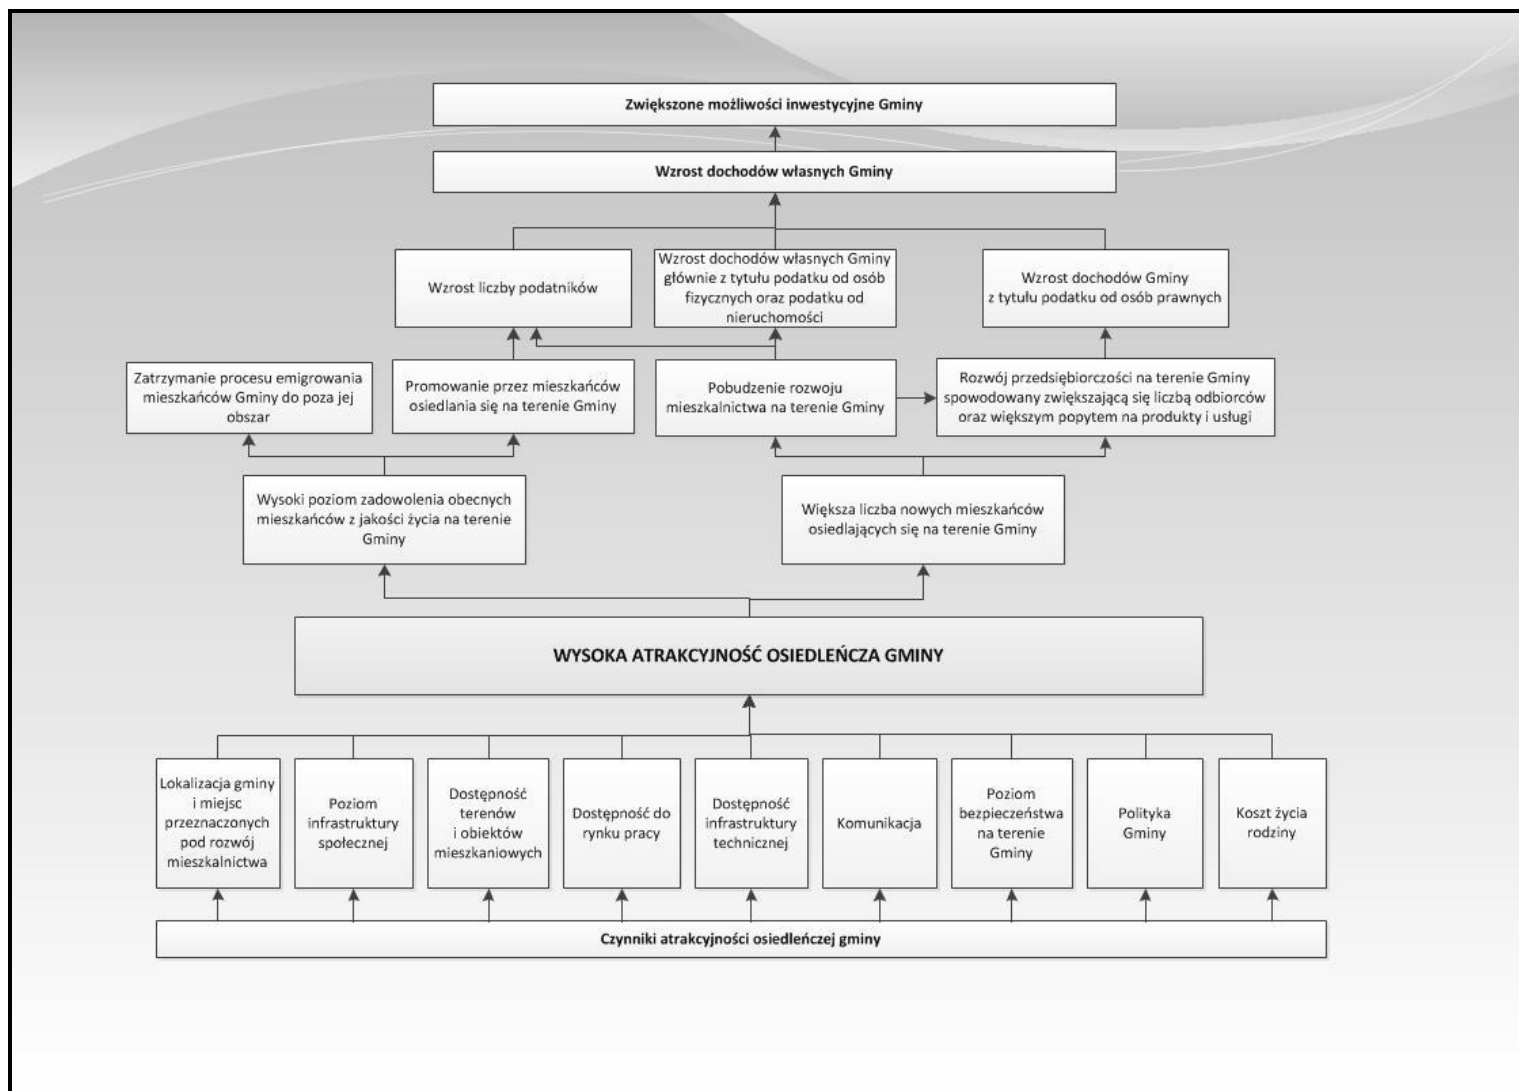 Zwiększone możliwości inwestycyjne Gminy
Wzrost dochodów własnych Gminy
Wzrost liczby podatników
Wzrost dochodów własnych Gminy
głównie z tytułu podatku od osób
fizycznych oraz podatku od
nieruchomości
Wzrost dochodów Gminy
z tytułu podatku od osób prawnych
Zatrzymanie procesu emigrowania
mieszkańców Gminy do poza jej
obszar
Promowanie przez mieszkańców
osiedlania się na terenie Gminy
Pobudzenie rozwoju
mieszkalnictwa na terenie Gminy
Rozwój przedsiębiorczości na terenie Gminy
spowodowany zwiększającą się liczbą odbiorców
oraz większym popytem na produkty i usługi
Wysoki poziom zadowolenia obecnych
mieszkańców z jakości życia na terenie
Gminy
Większa liczba nowych mieszkańców
osiedlających się na terenie Gminy
WYSOKA ATRAKCYJNOŚĆ OSIEDLEŃCZA GMINY
Lokalizacja gminy
i miejsc
przeznaczonych
pod rozwój
mieszkalnictwa
Poziom
infrastruktury
społecznej
Dostępność
terenów
i obiektów
mieszkaniowych
Dostępność do
rynku pracy
Dostępność
infrastruktury
technicznej
Komunikacja
Poziom
bezpieczeństwa
na terenie
Gminy
Polityka
Gminy
Koszt życia
rodziny
Czynniki atrakcyjności osiedleńczej gminy